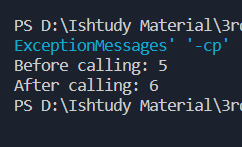 PS D:\Ishtudy Material\3r
ExceptionMessages' '-cp'
Before calling: 5
After calling: 6
PS D:\Ishtudy Material\3r